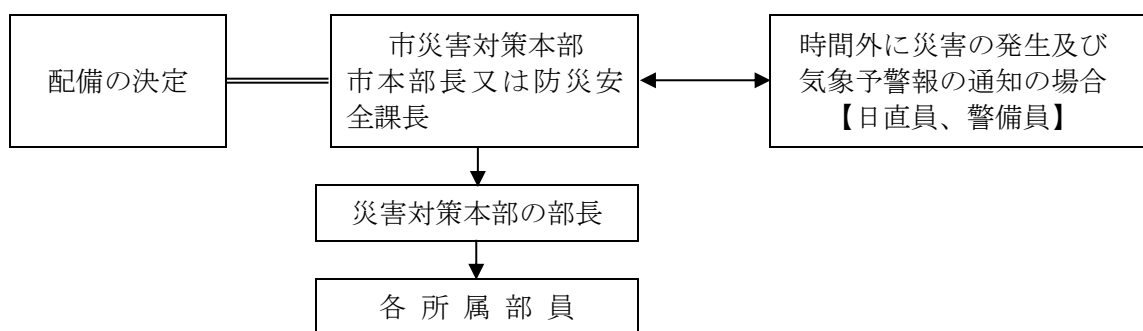 配備の決定
市災害対策本部
市本部長又は防災安
全課長
時間外に災害の発生及び
気象予警報の通知の場合
【日直員、警備員】
災害対策本部の部長
各所属部員